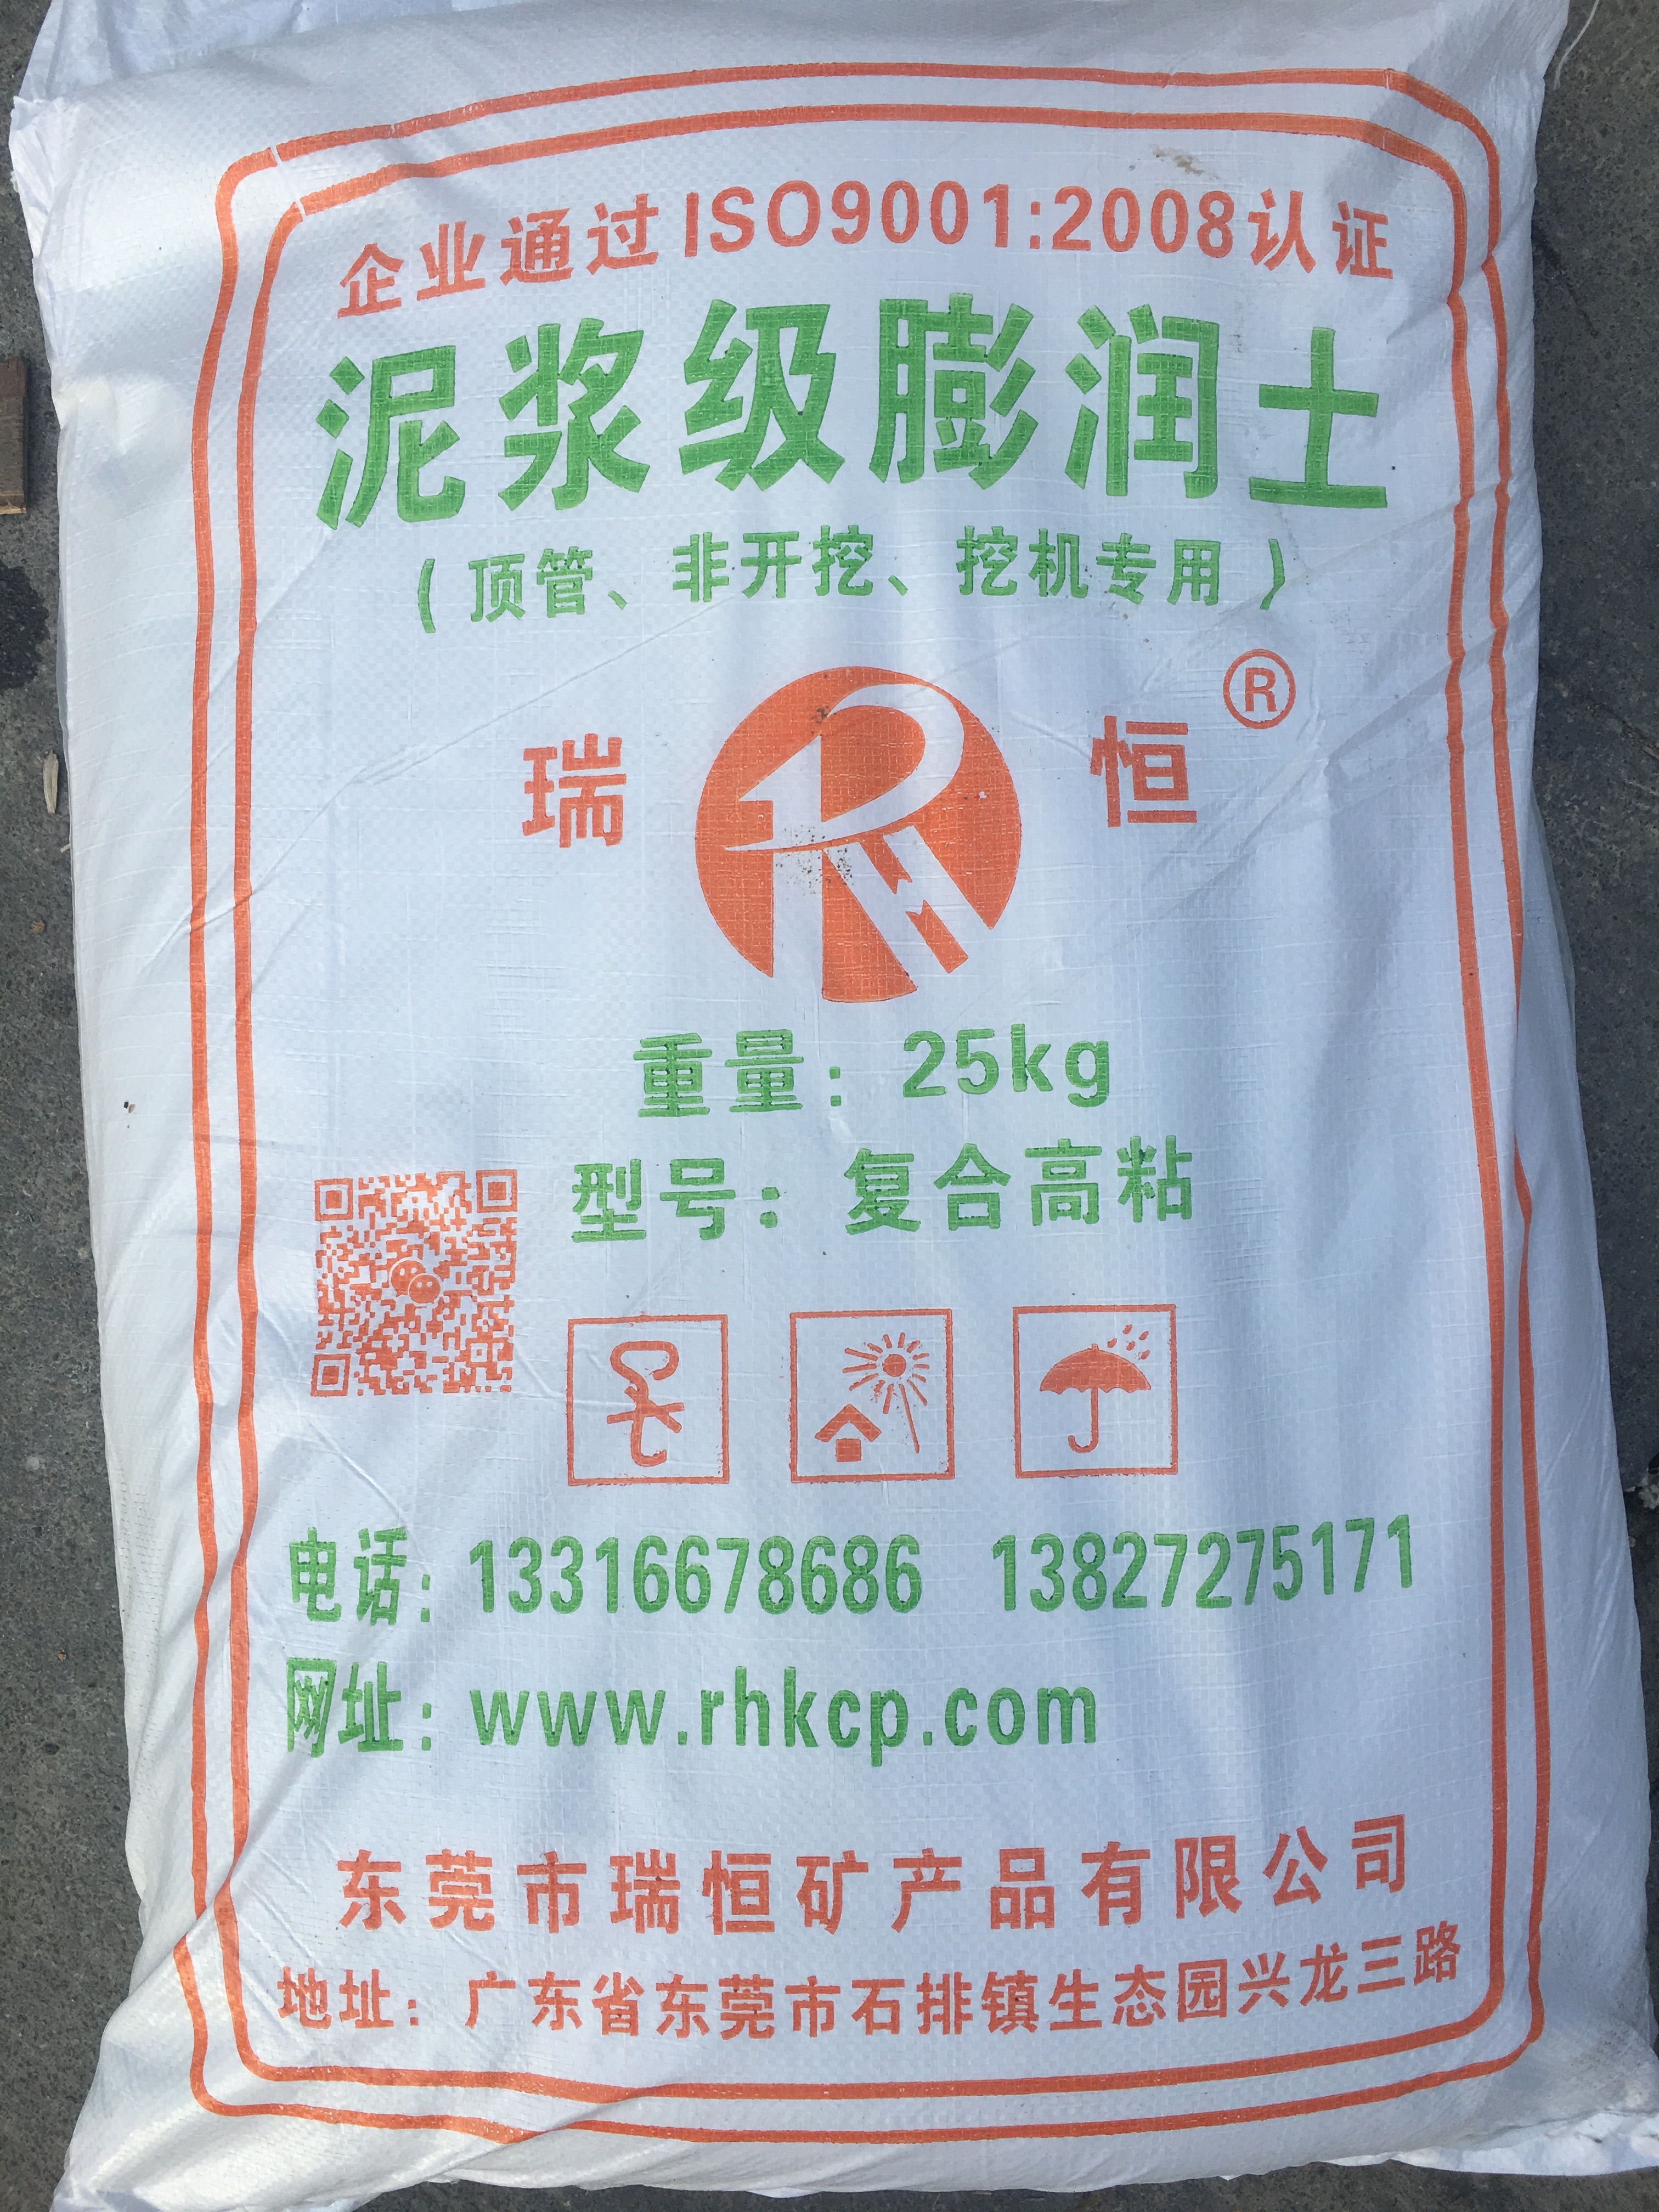 企业通过ISO9001:2008认证
泥浆级膨润土
(顶管、非开挖、挖机专用)
瑞 恒 ®
重量：25kg
型号：复合高粘
电话：13316678686 13827275171
网址：www.rhkcp.com
东莞市瑞恒矿产品有限公司
地址：广东省东莞市石排镇生态园兴龙三路